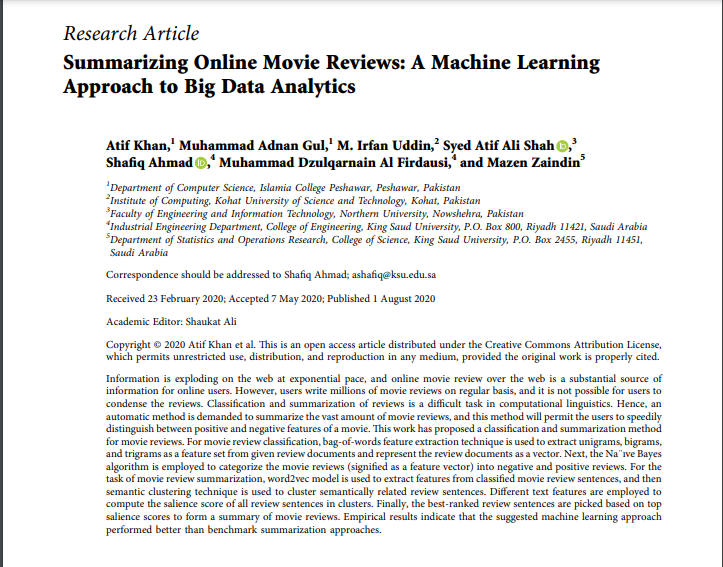 Research Article
Summarizing Online Movie Reviews: A Machine Learning
Approach to Big Data Analytics
Atif Khan,1 Muhammad Adnan Gul,1 M. Irfan Uddin,2 Syed Atif Ali Shah ,3
Shafiq Ahmad ,4 Muhammad Dzulqarnain Al Firdausi,4 and Mazen Zaindin5
1Department of Computer Science, Islamia College Peshawar, Peshawar, Pakistan
2Institute of Computing, Kohat University of Science and Technology, Kohat, Pakistan
3Faculty of Engineering and Information Technology, Northern University, Nowshehra, Pakistan
4Industrial Engineering Department, College of Engineering, King Saud University, P.O. Box 800, Riyadh 11421, Saudi Arabia
5Department of Statistics and Operations Research, College of Science, King Saud University, P.O. Box 2455, Riyadh 11451,
Saudi Arabia
Correspondence should be addressed to Shafiq Ahmad; ashafiq@ksu.edu.sa
Received 23 February 2020; Accepted 7 May 2020; Published 1 August 2020
Academic Editor: Shaukat Ali
Copyright © 2020 Atif Khan et al. This is an open access article distributed under the Creative Commons Attribution License,
which permits unrestricted use, distribution, and reproduction in any medium, provided the original work is properly cited.
Information is exploding on the web at exponential pace, and online movie review over the web is a substantial source of
information for online users. However, users write millions of movie reviews on regular basis, and it is not possible for users to
condense the reviews. Classification and summarization of reviews is a difficult task in computational linguistics. Hence, an
automatic method is demanded to summarize the vast amount of movie reviews, and this method will permit the users to speedily
distinguish between positive and negative features of a movie. This work has proposed a classification and summarization method
for movie reviews. For movie review classification, bag-of-words feature extraction technique is used to extract unigrams, bigrams,
and trigrams as a feature set from given review documents and represent the review documents as a vector. Next, the Na¨ıve Bayes
algorithm is employed to categorize the movie reviews (signified as a feature vector) into negative and positive reviews. For the
task of movie review summarization, word2vec model is used to extract features from classified movie review sentences, and then
semantic clustering technique is used to cluster semantically related review sentences. Different text features are employed to
compute the salience score of all review sentences in clusters. Finally, the best-ranked review sentences are picked based on top
salience scores to form a summary of movie reviews. Empirical results indicate that the suggested machine learning approach
performed better than benchmark summarization approaches.